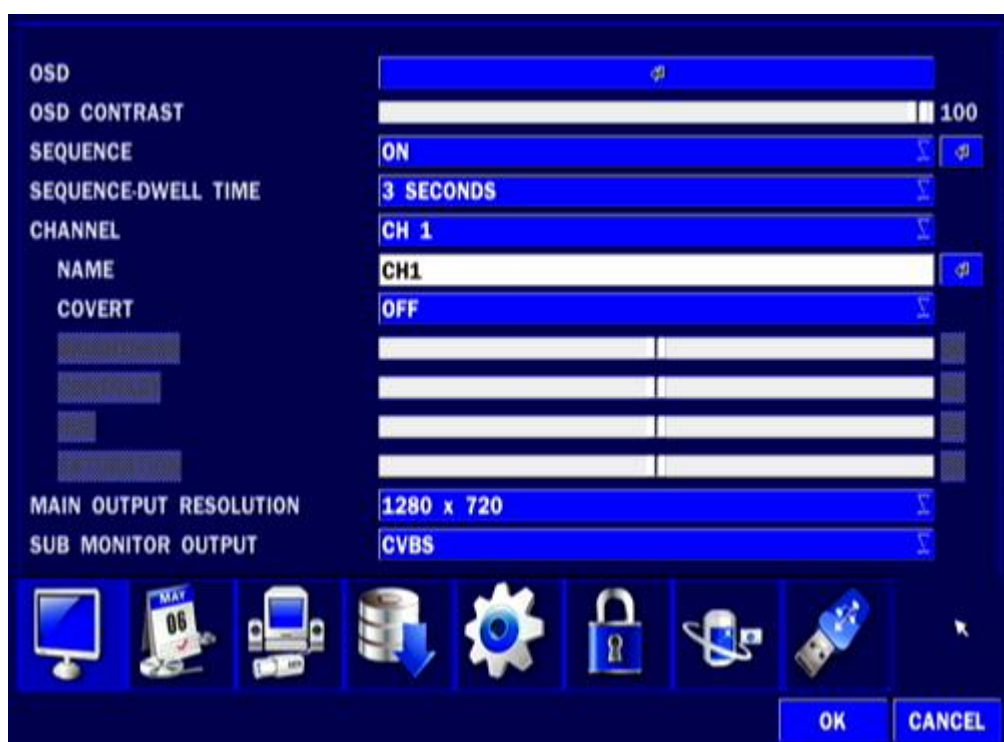 OSD
OSD CONTRAST 100
SEQUENCE ON
SEQUENCE-DWELL TIME 3 SECONDS
CHANNEL CH 1
NAME CH1
COVERT OFF
MAIN OUTPUT RESOLUTION 1280 x 720
SUB MONITOR OUTPUT CVBS
MAY
06
OK CANCEL